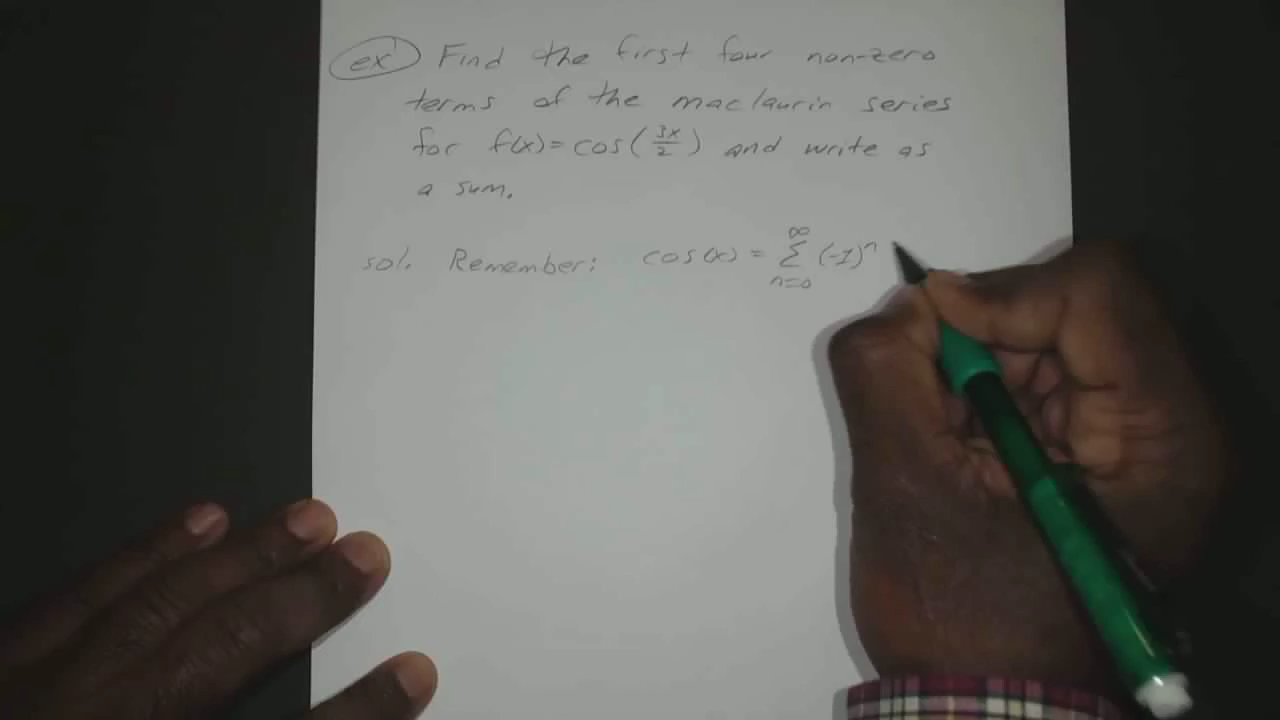 ex) Find the first four non-zero
terms of the maclaurin series
for f(x) = cos(3x/2) and write as
a sum.
sol. Remember: cos(x) = ∞Σn=0 (-1)^n